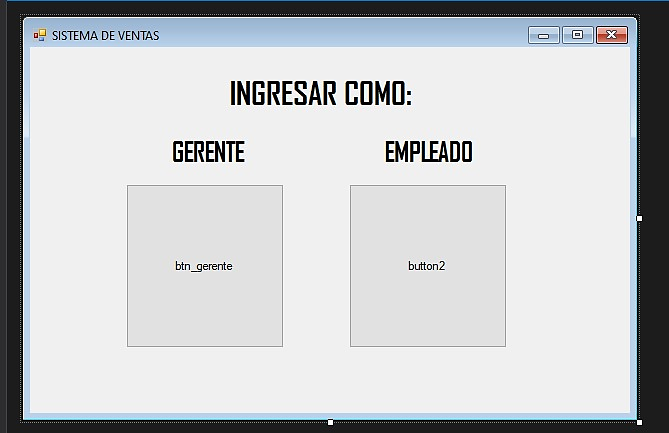 SISTEMA DE VENTAS
INGRESAR COMO:
GERENTE
EMPLEADO
btn_gerente
button2